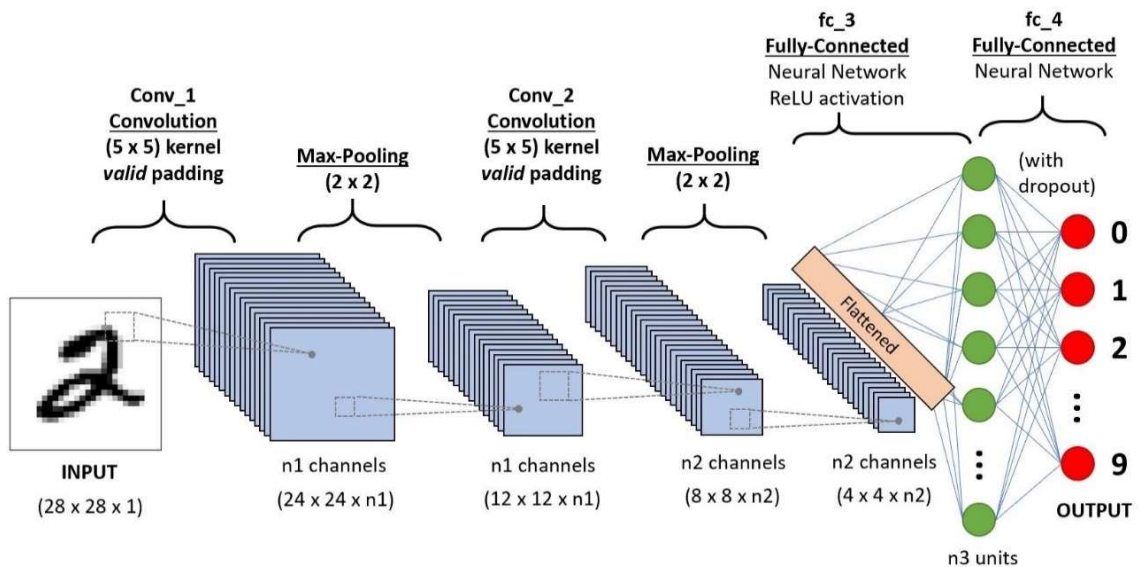 fc_3
Fully-Connected
Neural Network
ReLU activation
fc_4
Fully-Connected
Neural Network
Conv_1
Convolution
(5 x 5) kernel
valid padding
Max-Pooling
(2 x 2)
Conv_2
Convolution
(5 x 5) kernel
valid padding
Max-Pooling
(2 x 2)
(with
dropout)
Flattened
0
1
2
9
INPUT
(28 x 28 x 1)
n1 channels
(24 x 24 x n1)
n1 channels
(12 x 12 x n1)
n2 channels
(8 x 8 x n2)
n2 channels
(4 x 4 x n2)
OUTPUT
n3 units
2